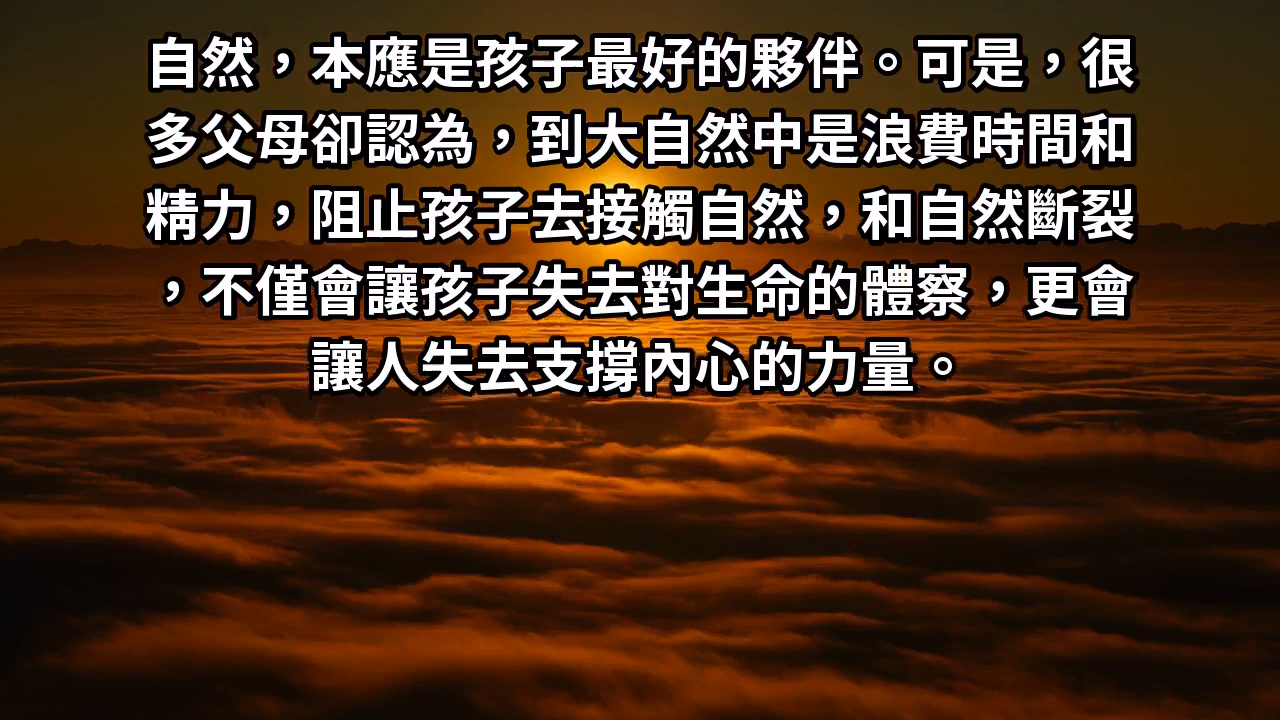 自然，本應是孩子最好的夥伴。可是，很
多父母卻認為，到大自然中是浪費時間和
精力，阻止孩子去接觸自然，和自然斷裂
，不僅會讓孩子失去對生命的體察，更會
讓人失去支撐內心的力量。